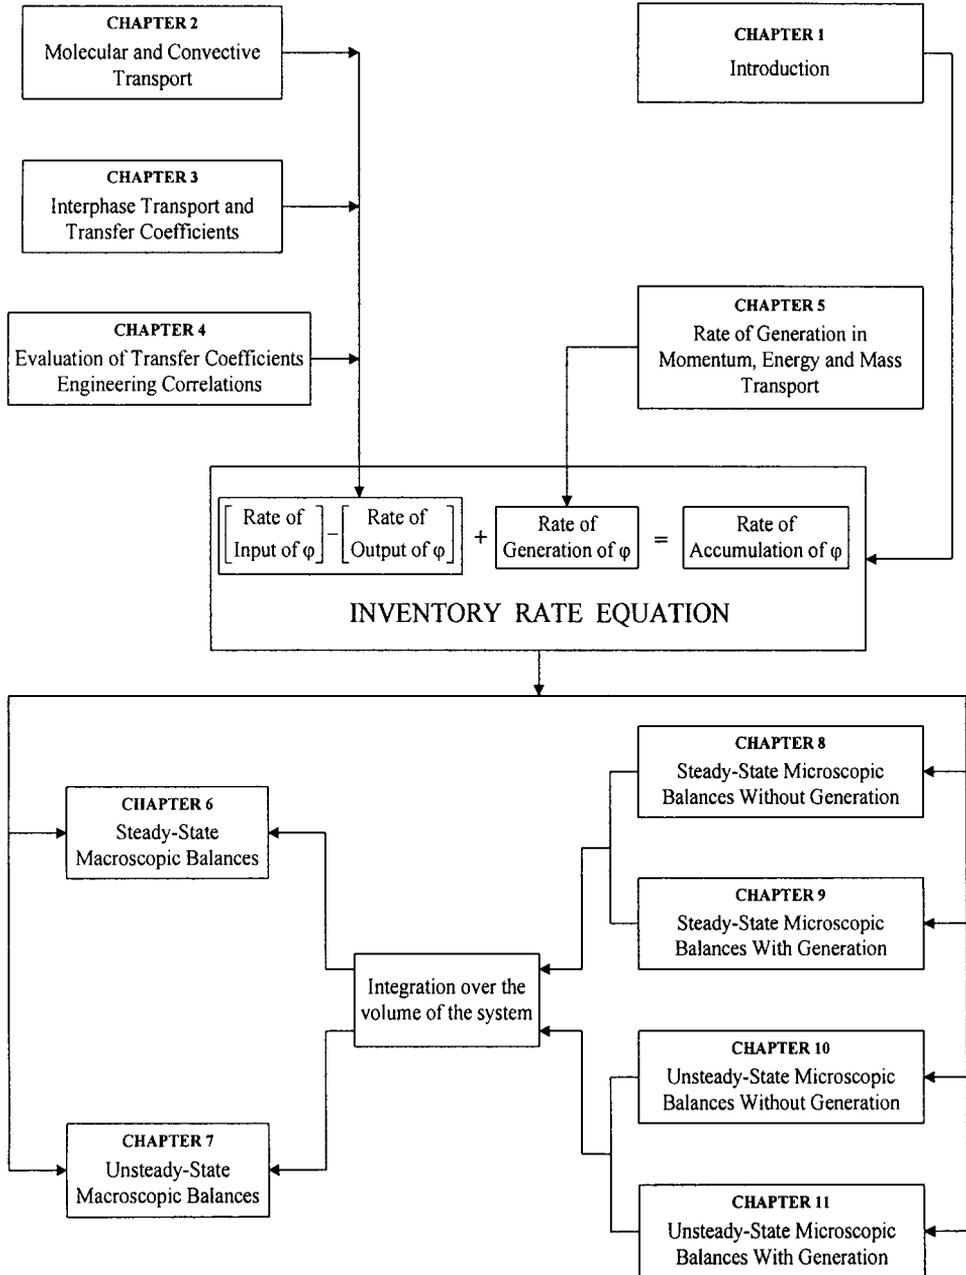 CHAPTER 2
Molecular and Convective
Transport
CHAPTER 1
Introduction
CHAPTER 3
Interphase Transport and
Transfer Coefficients
CHAPTER 4
Evaluation of Transfer Coefficients
Engineering Correlations
CHAPTER 5
Rate of Generation in
Momentum, Energy and Mass
Transport
[Rate of
Input of φ]
−
[Rate of
Output of φ]
+
Rate of
Generation of φ
=
Rate of
Accumulation of φ
INVENTORY RATE EQUATION
CHAPTER 6
Steady-State
Macroscopic Balances
CHAPTER 7
Unsteady-State
Macroscopic Balances
Integration over the
volume of the system
CHAPTER 8
Steady-State Microscopic
Balances Without Generation
CHAPTER 9
Steady-State Microscopic
Balances With Generation
CHAPTER 10
Unsteady-State Microscopic
Balances Without Generation
CHAPTER 11
Unsteady-State Microscopic
Balances With Generation